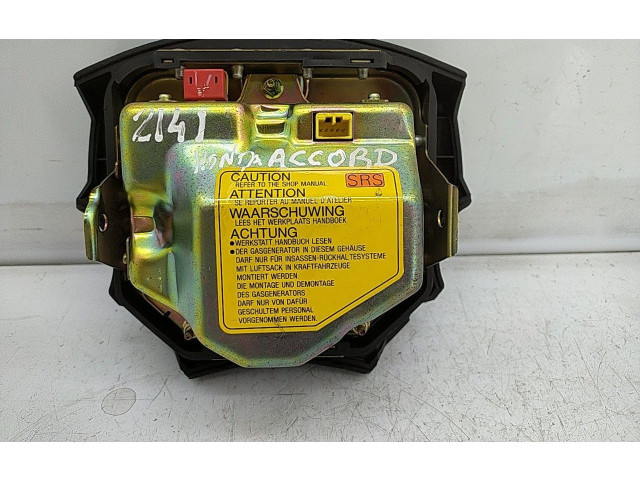 2141
HONDA ACCORD
CAUTION
REFER TO THE SHOP MANUAL
SRS
ATTENTION
SE REPORTER AU MANUEL D'ATELIER
WAARSCHUWING
LEES HET WERKPLAATS HANDBOEK
ACHTUNG
● WERKSTATT HANDBUCH LESEN
● DER GASGENERATOR IN DIESEM GEHÄUSE
DARF NUR FÜR INSASSEN-RÜCKHALTESYSTEME
MIT LUFTSACK IN KRAFTFAHRZEUGE
MONTIERT WERDEN
DIE MONTAGE UND DEMONTAGE
DES GASGENERATORS
DARF NUR VON DAFÜR
GESCHULTEM PERSONAL
VORGENOMMEN WERDEN.